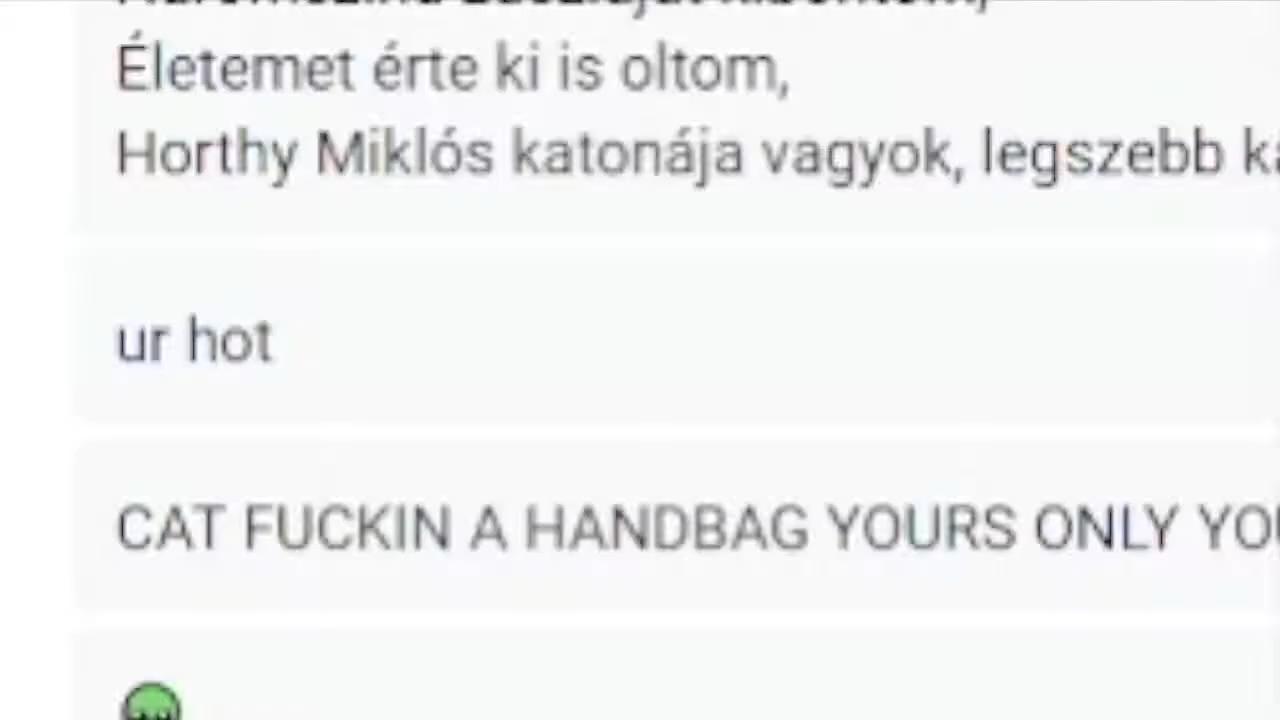 Életemet érte ki is oltom,
Horthy Miklós katonája vagyok, legszebb
ur hot
CAT FUCKIN A HANDBAG YOURS ONLY